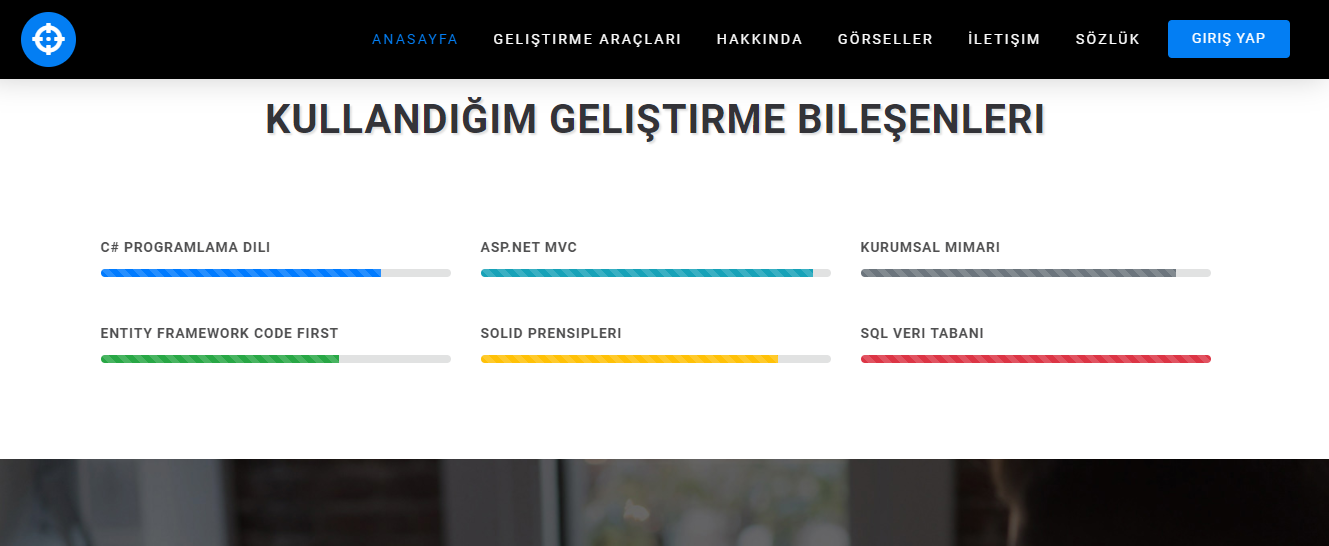 ANASAYFA GELIŞTIRME ARAÇLARI HAKKINDA GÖRSELLER İLETIŞIM SÖZLÜK GIRIŞ YAP
KULLANDIĞIM GELIŞTIRME BILEŞENLERI
C# PROGRAMLAMA DILI ASP.NET MVC KURUMSAL MIMARI
ENTITY FRAMEWORK CODE FIRST SOLID PRENSIPLERI SQL VERI TABANI